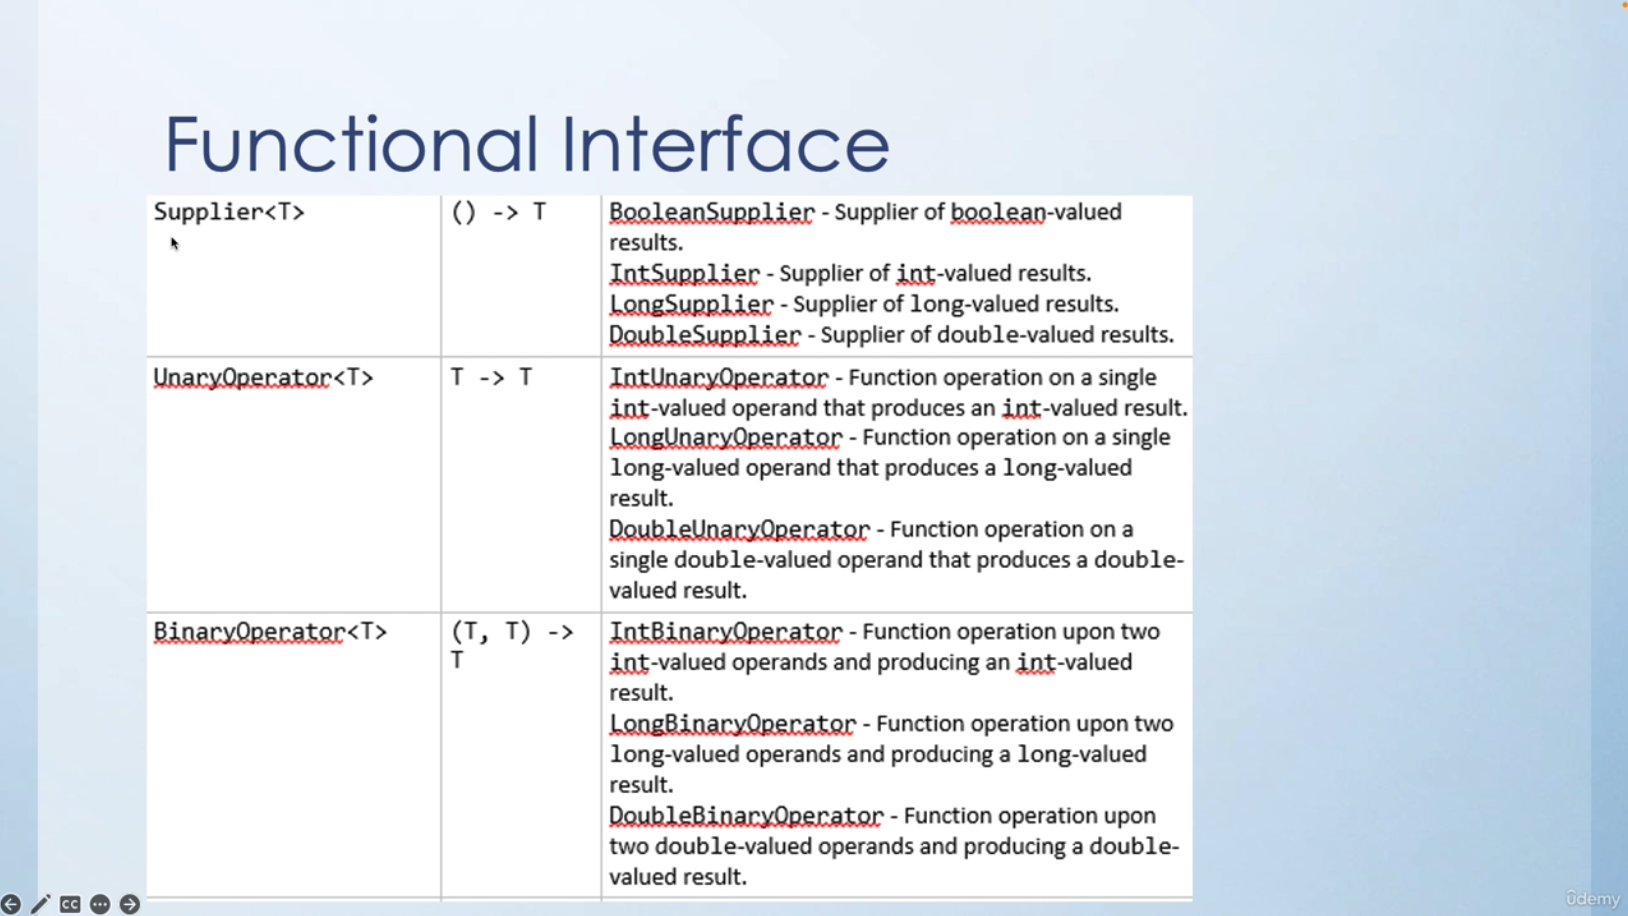 Functional Interface
Supplier<T>
() -> T
BooleanSupplier - Supplier of boolean-valued
results.
IntSupplier - Supplier of int-valued results.
LongSupplier - Supplier of long-valued results.
DoubleSupplier - Supplier of double-valued results.
UnaryOperator<T>
T -> T
IntUnaryOperator - Function operation on a single
int-valued operand that produces an int-valued result.
LongUnaryOperator - Function operation on a single
long-valued operand that produces a long-valued
result.
DoubleUnaryOperator - Function operation on a
single double-valued operand that produces a double-
valued result.
BinaryOperator<T>
(T, T) ->
T
IntBinaryOperator - Function operation upon two
int-valued operands and producing an int-valued
result.
LongBinaryOperator - Function operation upon two
long-valued operands and producing a long-valued
result.
DoubleBinaryOperator - Function operation upon
two double-valued operands and producing a double-
valued result.
CC
ûdemy